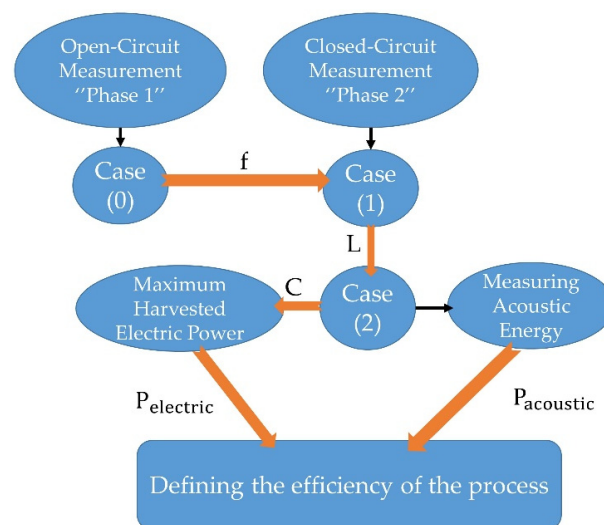 Open-Circuit
Measurement
‘‘Phase 1’’
Closed-Circuit
Measurement
‘‘Phase 2’’
Case
(0)
f
Case
(1)
L
Maximum
Harvested
Electric Power
C
Case
(2)
Measuring
Acoustic
Energy
Pelectric
Pacoustic
Defining the efficiency of the process